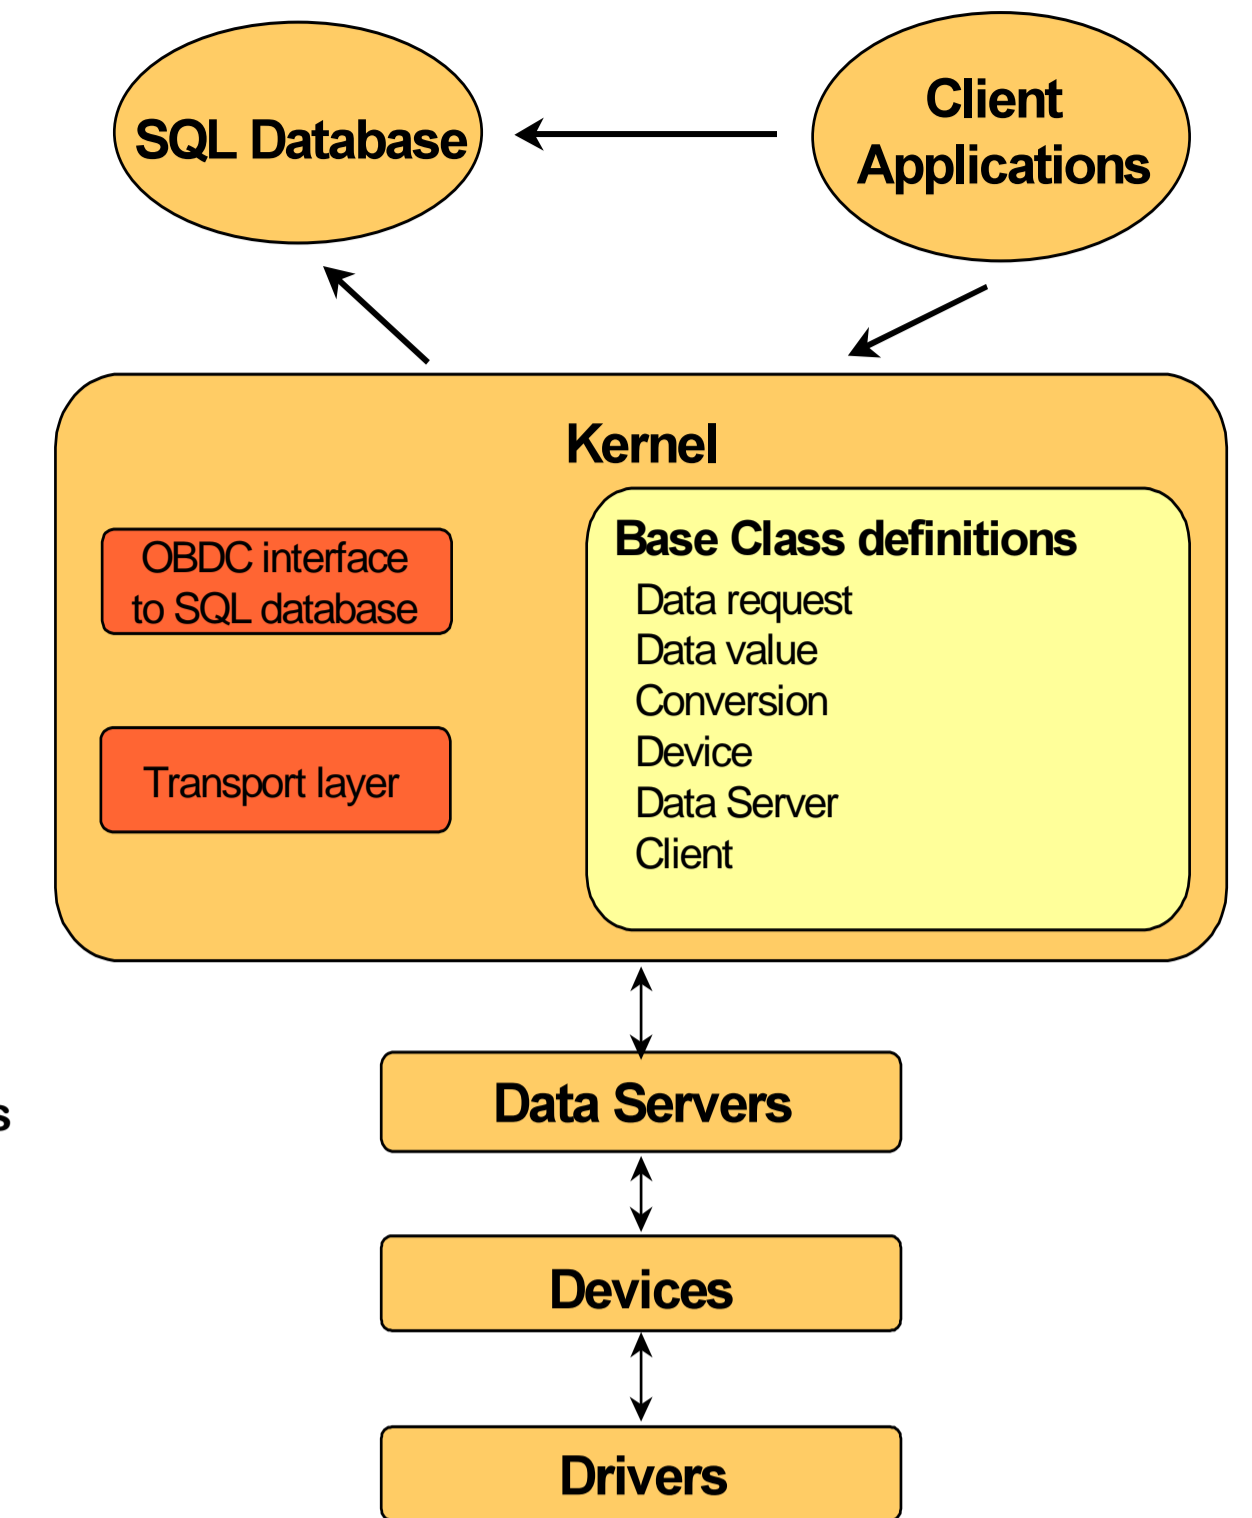 SQL Database
Client
Applications
Kernel
OBDC interface
to SQL database
Transport layer
Base Class definitions
Data request
Data value
Conversion
Device
Data Server
Client
s
Data Servers
Devices
Drivers